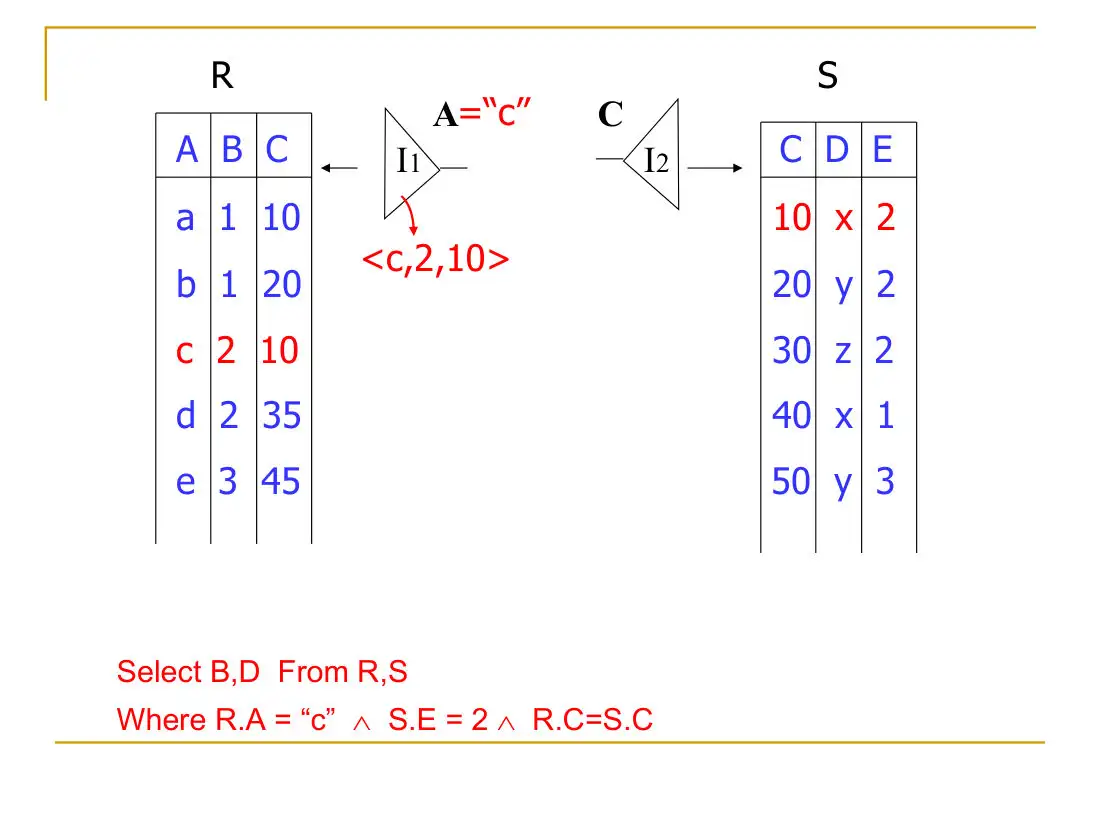 R
S
A=“c”
C
A B C
I1
I2
C D E
a 1 10
10 x 2
<c,2,10>
b 1 20
20 y 2
c 2 10
30 z 2
d 2 35
40 x 1
e 3 45
50 y 3
Select B,D From R,S
Where R.A = “c” ∧ S.E = 2 ∧ R.C=S.C